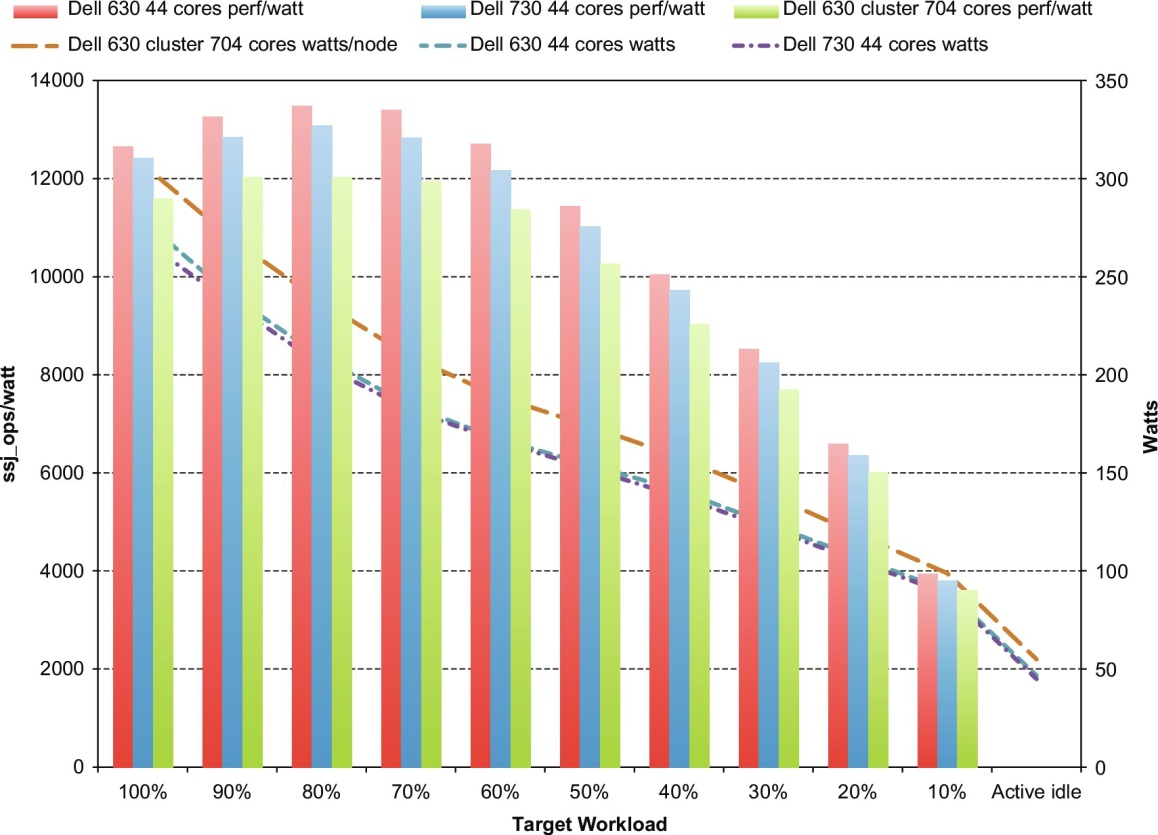 Dell 630 44 cores perf/watt Dell 730 44 cores perf/watt Dell 630 cluster 704 cores perf/watt
Dell 630 cluster 704 cores watts/node Dell 630 44 cores watts Dell 730 44 cores watts
14000 350
12000 300
10000 250
8000 200
6000 150
4000 100
2000 50
0 0
ssj_ops/watt
Watts
100% 90% 80% 70% 60% 50% 40% 30% 20% 10% Active idle
Target Workload